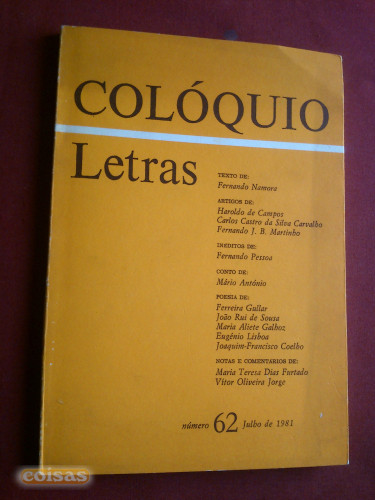 COLÓQUIO
Letras
TEXTO DE:
Fernando Namora
ARTIGOS DE:
Haroldo de Campos
Carlos Castro da Silva Carvalho
Fernando J. B. Martinho
INÉDITOS DE:
Fernando Pessoa
CONTO DE:
Mário António
POESIA DE:
Ferreira Gullar
João Rui de Sousa
Maria Aliete Galhoz
Eugénio Lisboa
Joaquim-Francisco Coelho
NOTAS E COMENTÁRIOS DE:
Maria Teresa Dias Furtado
Vítor Oliveira Jorge
número 62 Julho de 1981
coisas